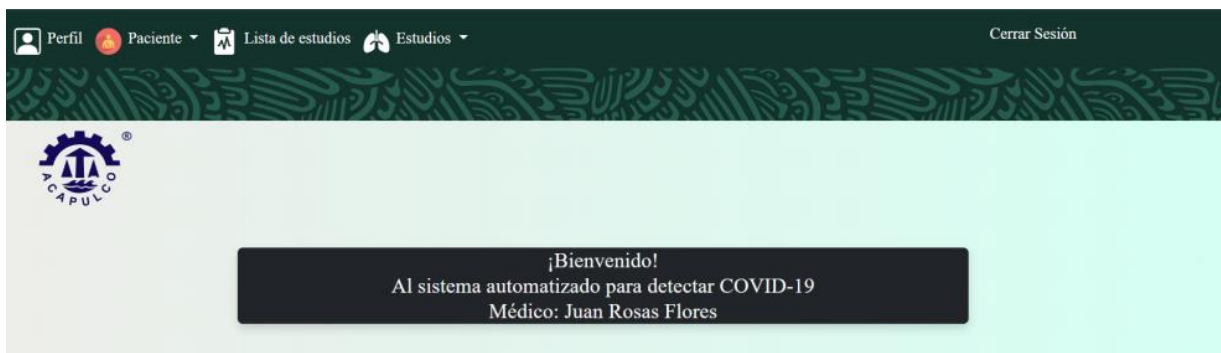 Perfil Paciente Lista de estudios Estudios Cerrar Sesión
®
ACAPULCO
¡Bienvenido!
Al sistema automatizado para detectar COVID-19
Médico: Juan Rosas Flores